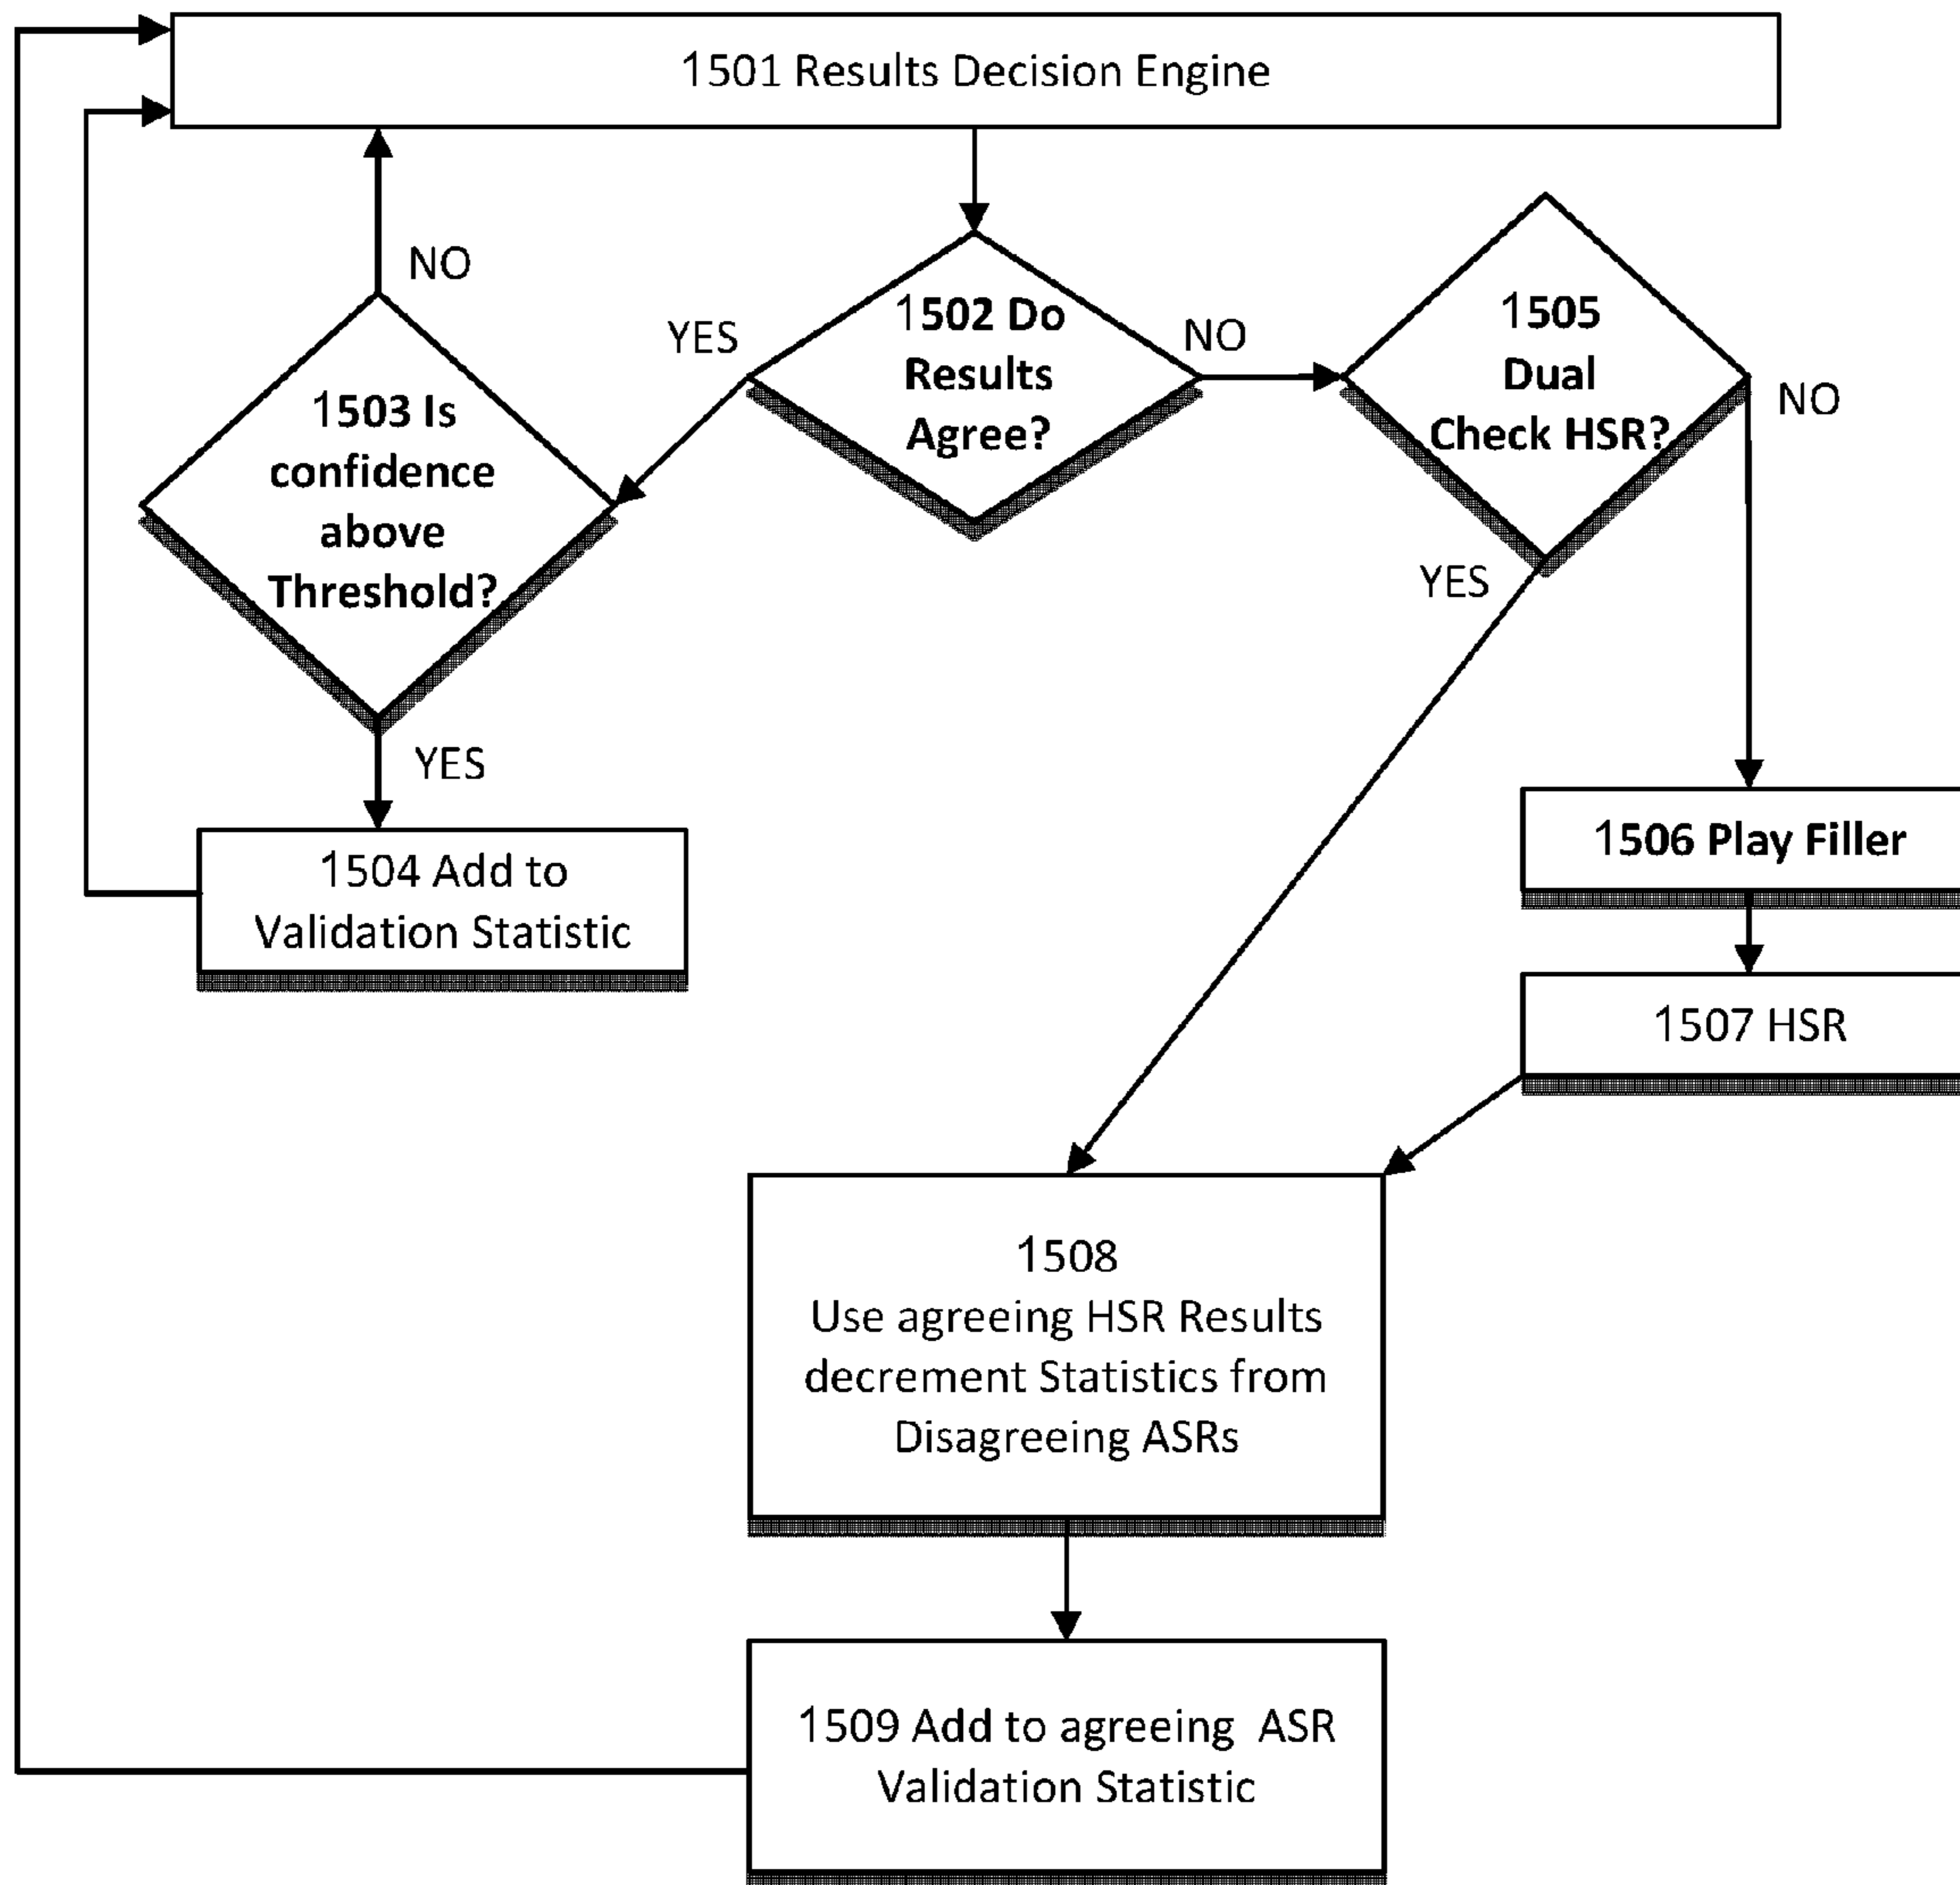 1501 Results Decision Engine
NO
YES
1502 Do
Results
Agree?
NO
1505
Dual
Check HSR?
NO
1503 Is
confidence
above
Threshold?
YES
YES
1504 Add to
Validation Statistic
1506 Play Filler
1507 HSR
1508
Use agreeing HSR Results
decrement Statistics from
Disagreeing ASRs
1509 Add to agreeing ASR
Validation Statistic